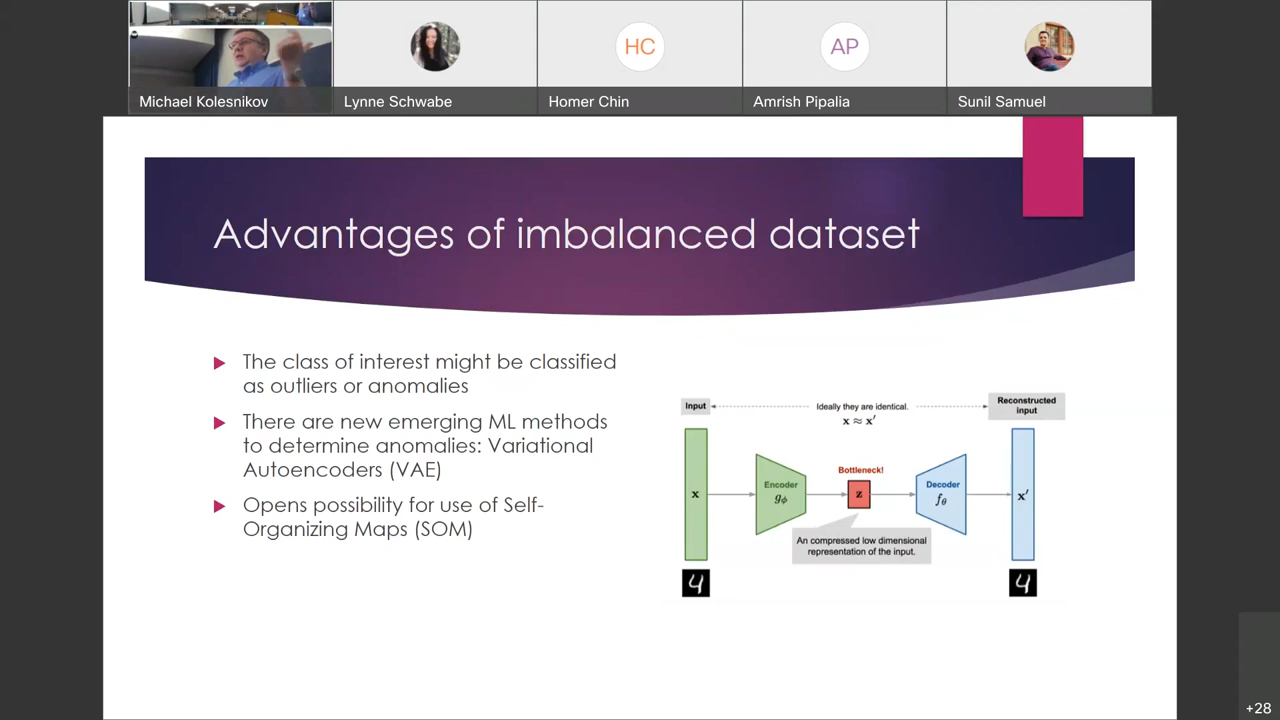 Michael Kolesnikov
Lynne Schwabe
HC
Homer Chin
AP
Amrish Pipalia
Sunil Samuel
Advantages of imbalanced dataset
The class of interest might be classified
as outliers or anomalies
There are new emerging ML methods
to determine anomalies: Variational
Autoencoders (VAE)
Opens possibility for use of Self-
Organizing Maps (SOM)
Input
Ideally they are identical.
x ≈ x′
Reconstructed
input
x
Encoder
gϕ
Bottleneck!
z
Decoder
fθ
x′
An compressed low dimensional
representation of the input.
4
4
+28